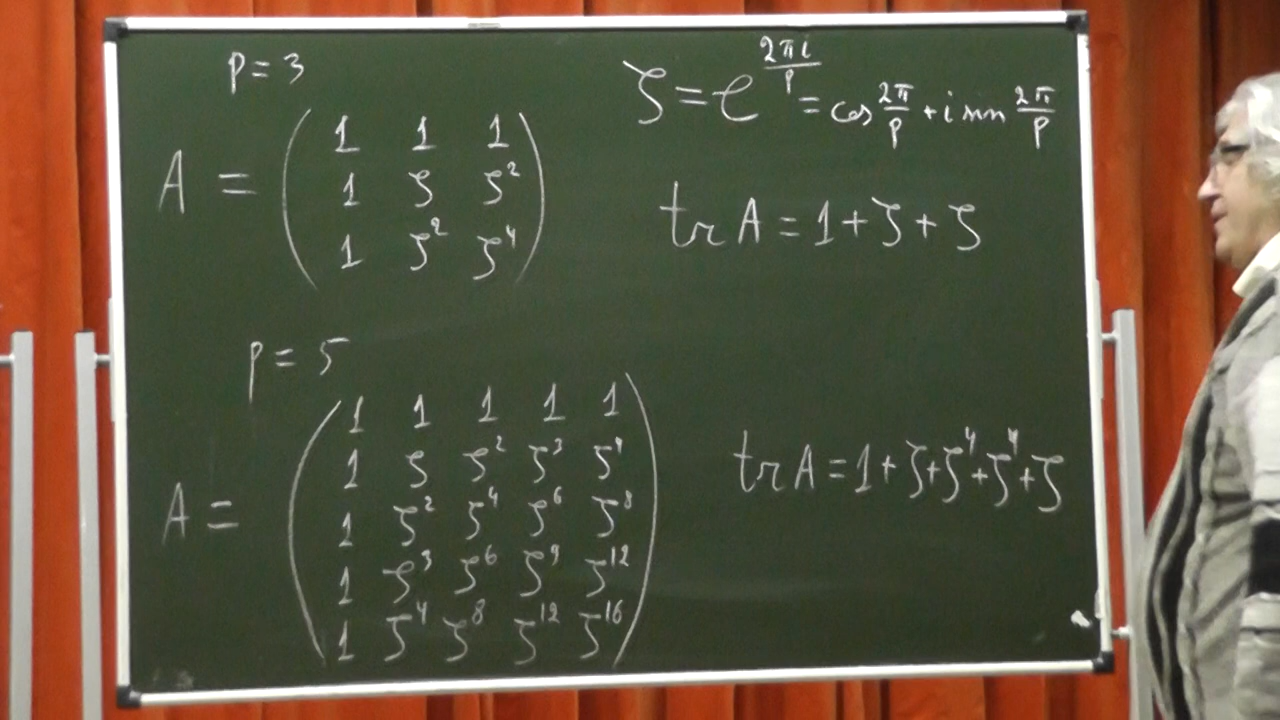 p = 3
ζ = e^{2πi/p} = cos 2π/p + i sin 2π/p
A = ( 1 1 1
1 ζ ζ²
1 ζ² ζ⁴ )
tr A = 1 + ζ + ζ
p = 5
A = ( 1 1 1 1 1
1 ζ ζ² ζ³ ζ⁴
1 ζ² ζ⁴ ζ⁶ ζ⁸
1 ζ³ ζ⁶ ζ⁹ ζ¹²
1 ζ⁴ ζ⁸ ζ¹² ζ¹⁶ )
tr A = 1 + ζ + ζ⁴ + ζ⁴ + ζ